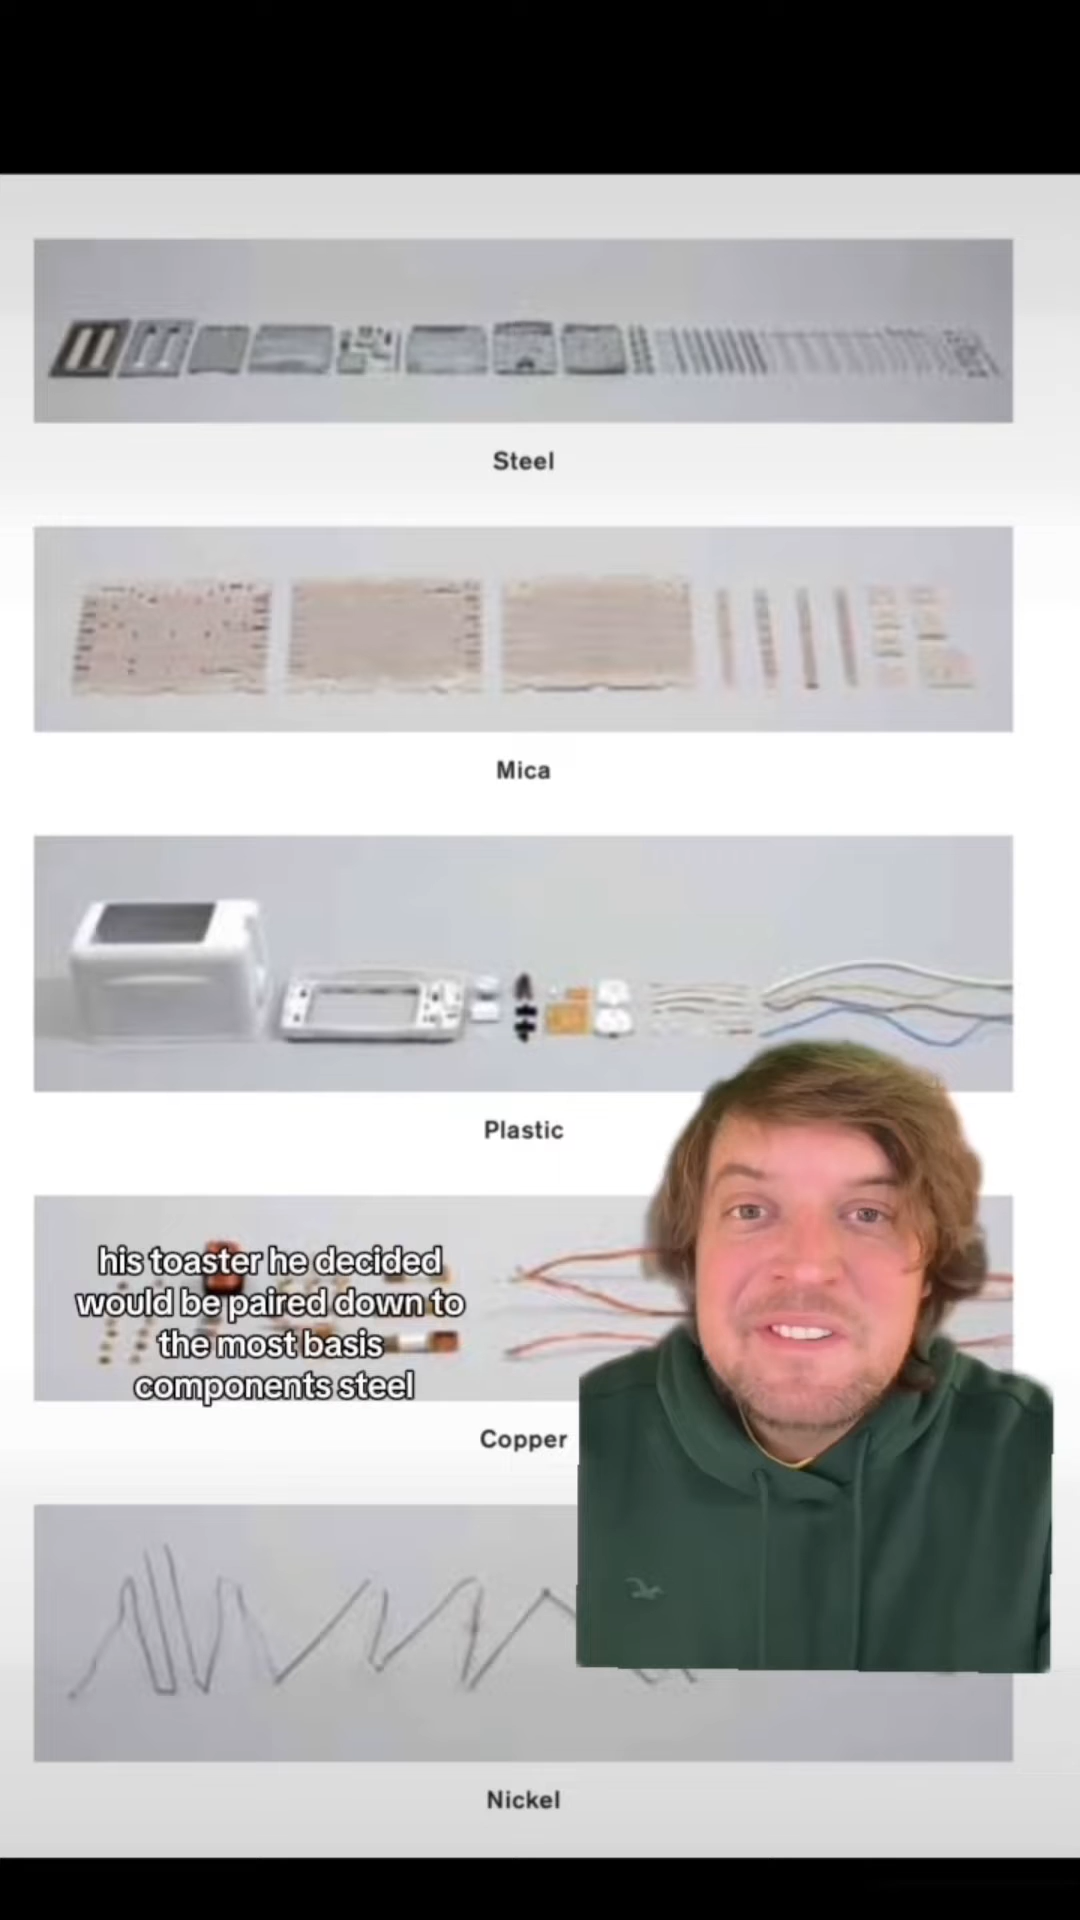 Steel
Mica
Plastic
his toaster he decided
would be paired down to
the most basis
components steel
Copper
Nickel